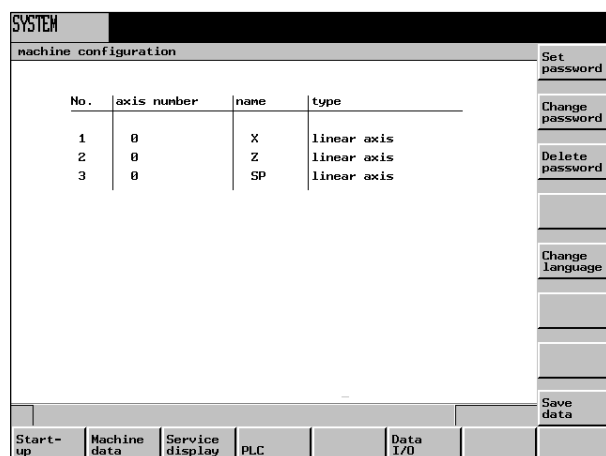 SYSTEM
machine configuration
No. axis number name type
1 0 X linear axis
2 0 Z linear axis
3 0 SP linear axis
Set
password
Change
password
Delete
password
Change
language
Save
data
Start-
up
Machine
data
Service
display
PLC
Data
I/O